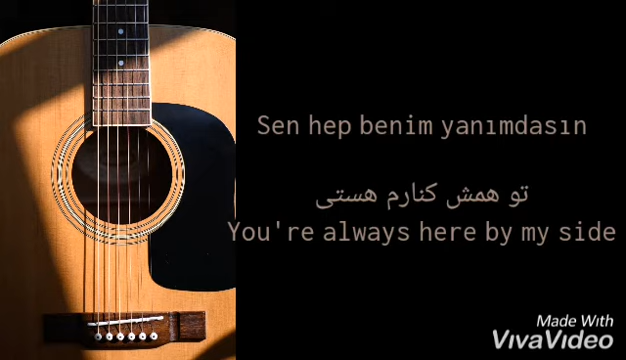 Sen hep benim yanımdasın
تو همش کنارم هستی
You're always here by my side
Made With
VivaVideo